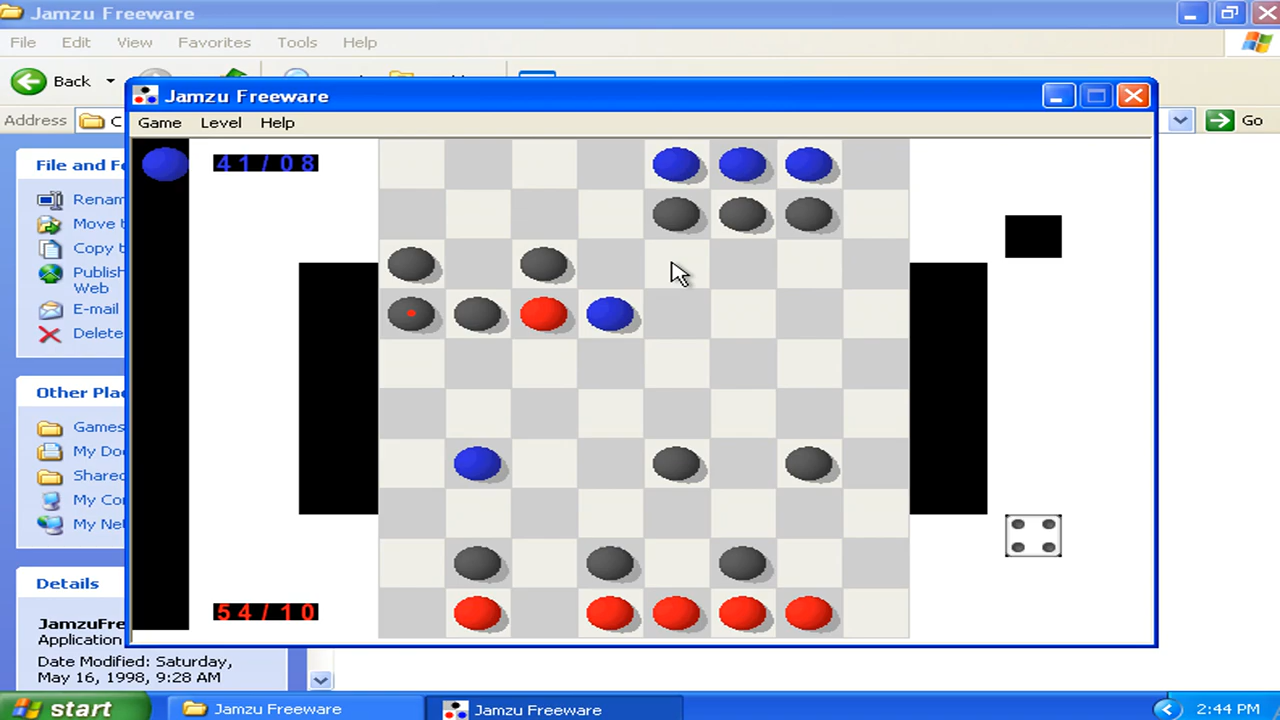 Jamzu Freeware
File Edit View Favorites Tools Help
Back
Address C
Go
Jamzu Freeware
Game Level Help
41/08
54/10
File and Fo
Renam
Move t
Copy t
Publish
Web
E-mail
Delete
Other Plac
Games
My Do
Shared
My Co
My Net
Details
JamzuFre
Application
Date Modified: Saturday,
May 16, 1998, 9:28 AM
start
Jamzu Freeware
Jamzu Freeware
2:44 PM